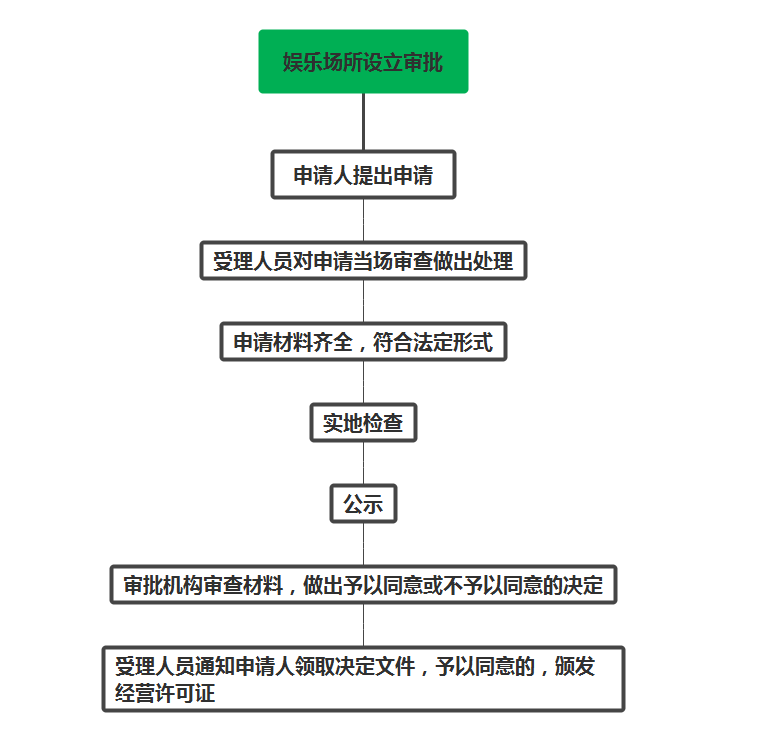 娱乐场所设立审批
申请人提出申请
受理人员对申请当场审查做出处理
申请材料齐全，符合法定形式
实地检查
公示
审批机构审查材料，做出予以同意或不予以同意的决定
受理人员通知申请人领取决定文件，予以同意的，颁发
经营许可证